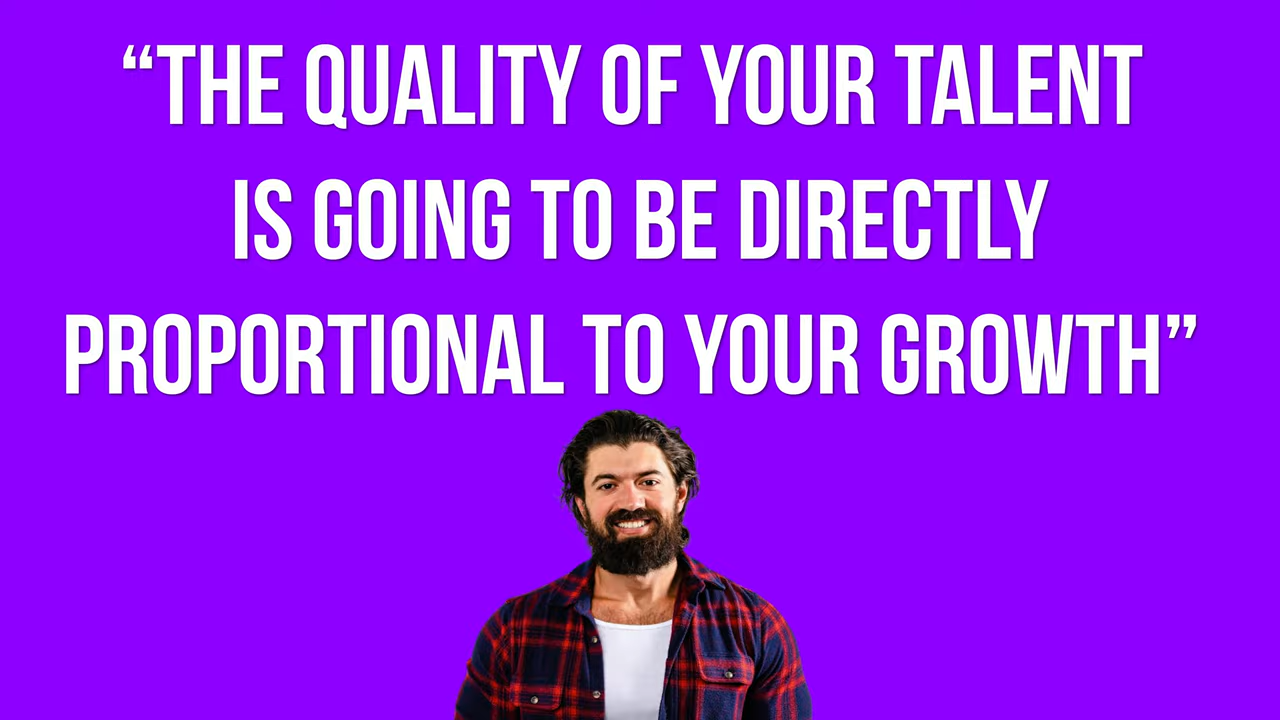 “THE QUALITY OF YOUR TALENT
IS GOING TO BE DIRECTLY
PROPORTIONAL TO YOUR GROWTH”